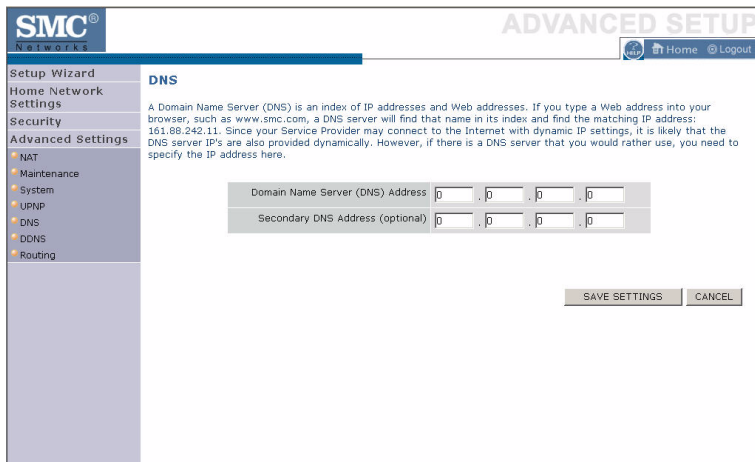 SMC®
Networks
ADVANCED SETUP
HELP Home Logout
Setup Wizard
Home Network
Settings
Security
Advanced Settings
NAT
Maintenance
System
UPNP
DNS
DDNS
Routing
DNS
A Domain Name Server (DNS) is an index of IP addresses and Web addresses. If you type a Web address into your
browser, such as www.smc.com, a DNS server will find that name in its index and find the matching IP address:
161.88.242.11. Since your Service Provider may connect to the Internet with dynamic IP settings, it is likely that the
DNS server IP's are also provided dynamically. However, if there is a DNS server that you would rather use, you need to
specify the IP address here.
Domain Name Server (DNS) Address 0 . 0 . 0 . 0
Secondary DNS Address (optional) 0 . 0 . 0 . 0
SAVE SETTINGS CANCEL